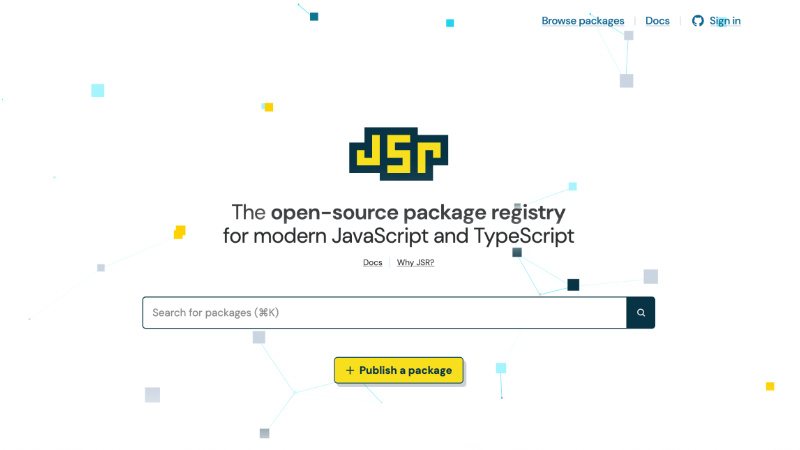 Browse packages | Docs | Sign in
JSR
The open-source package registry
for modern JavaScript and TypeScript
Docs | Why JSR?
Search for packages (⌘K)
+ Publish a package